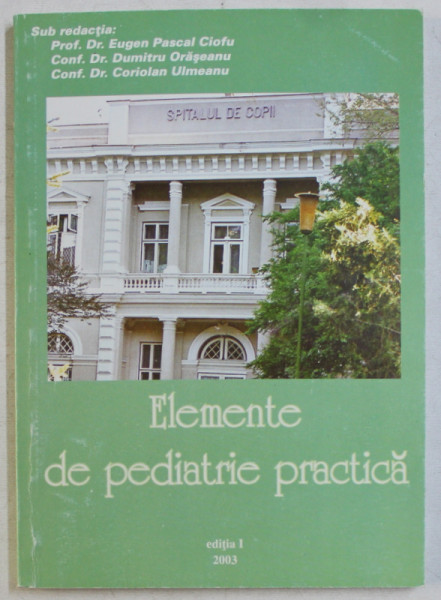 Sub redacția:
Prof. Dr. Eugen Pascal Ciofu
Conf. Dr. Dumitru Orășeanu
Conf. Dr. Coriolan Ulmeanu
SPITALUL DE COPII
Elemente
de pediatrie practică
ediția I
2003